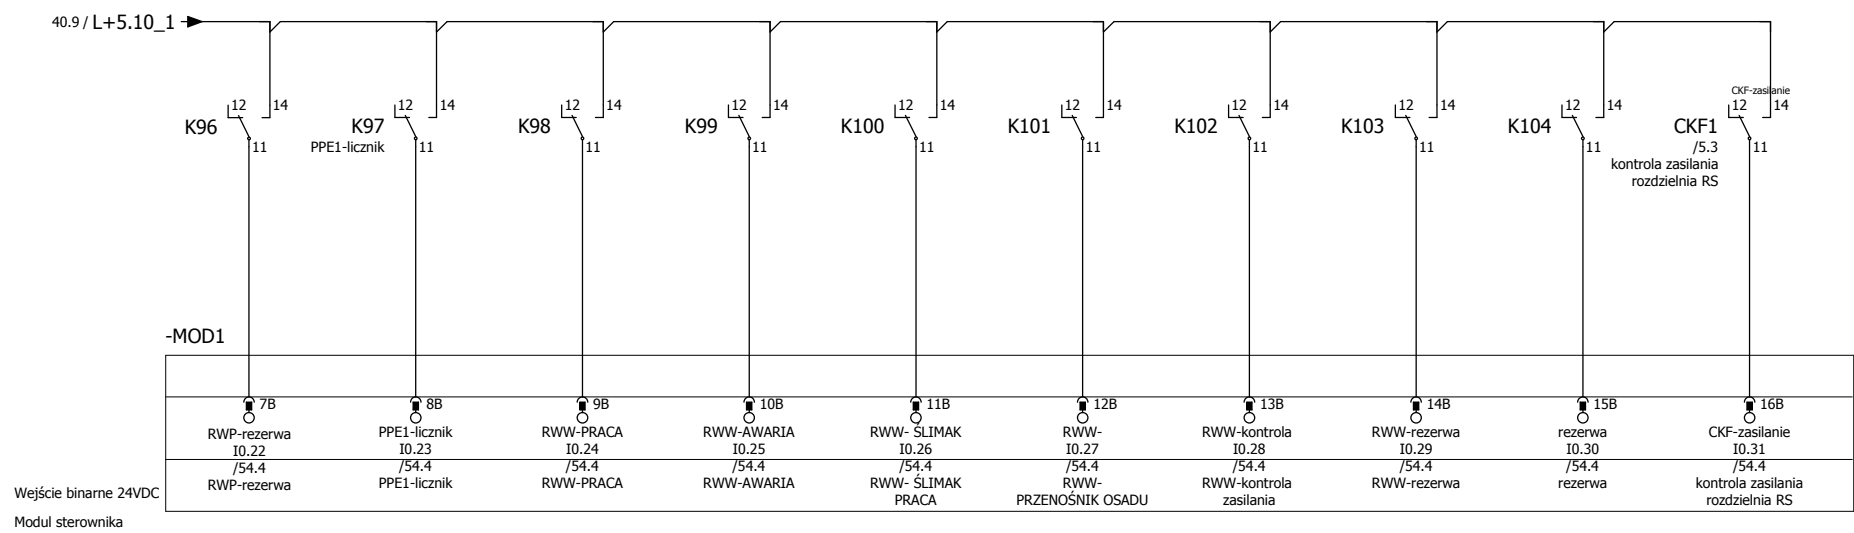 40.9 / L+5.10_1
CKF-zasilanie
12 14 12 14 12 14 12 14 12 14 12 14 12 14 12 14 12 14 12 14
K96 K97 K98 K99 K100 K101 K102 K103 K104 CKF1
11 PPE1-licznik 11 11 11 11 11 11 11 11 /5.3 11
kontrola zasilania
rozdzielnia RS
-MOD1
7B 8B 9B 10B 11B 12B 13B 14B 15B 16B
RWP-rezerwa PPE1-licznik RWW-PRACA RWW-AWARIA RWW- ŚLIMAK RWW- RWW-kontrola RWW-rezerwa rezerwa CKF-zasilanie
I0.22 I0.23 I0.24 I0.25 I0.26 I0.27 I0.28 I0.29 I0.30 I0.31
/54.4 /54.4 /54.4 /54.4 /54.4 /54.4 /54.4 /54.4 /54.4 /54.4
RWP-rezerwa PPE1-licznik RWW-PRACA RWW-AWARIA RWW- ŚLIMAK RWW- RWW-kontrola RWW-rezerwa rezerwa kontrola zasilania
Wejście binarne 24VDC PRACA PRZENOŚNIK OSADU zasilania rozdzielnia RS
Modul sterownika